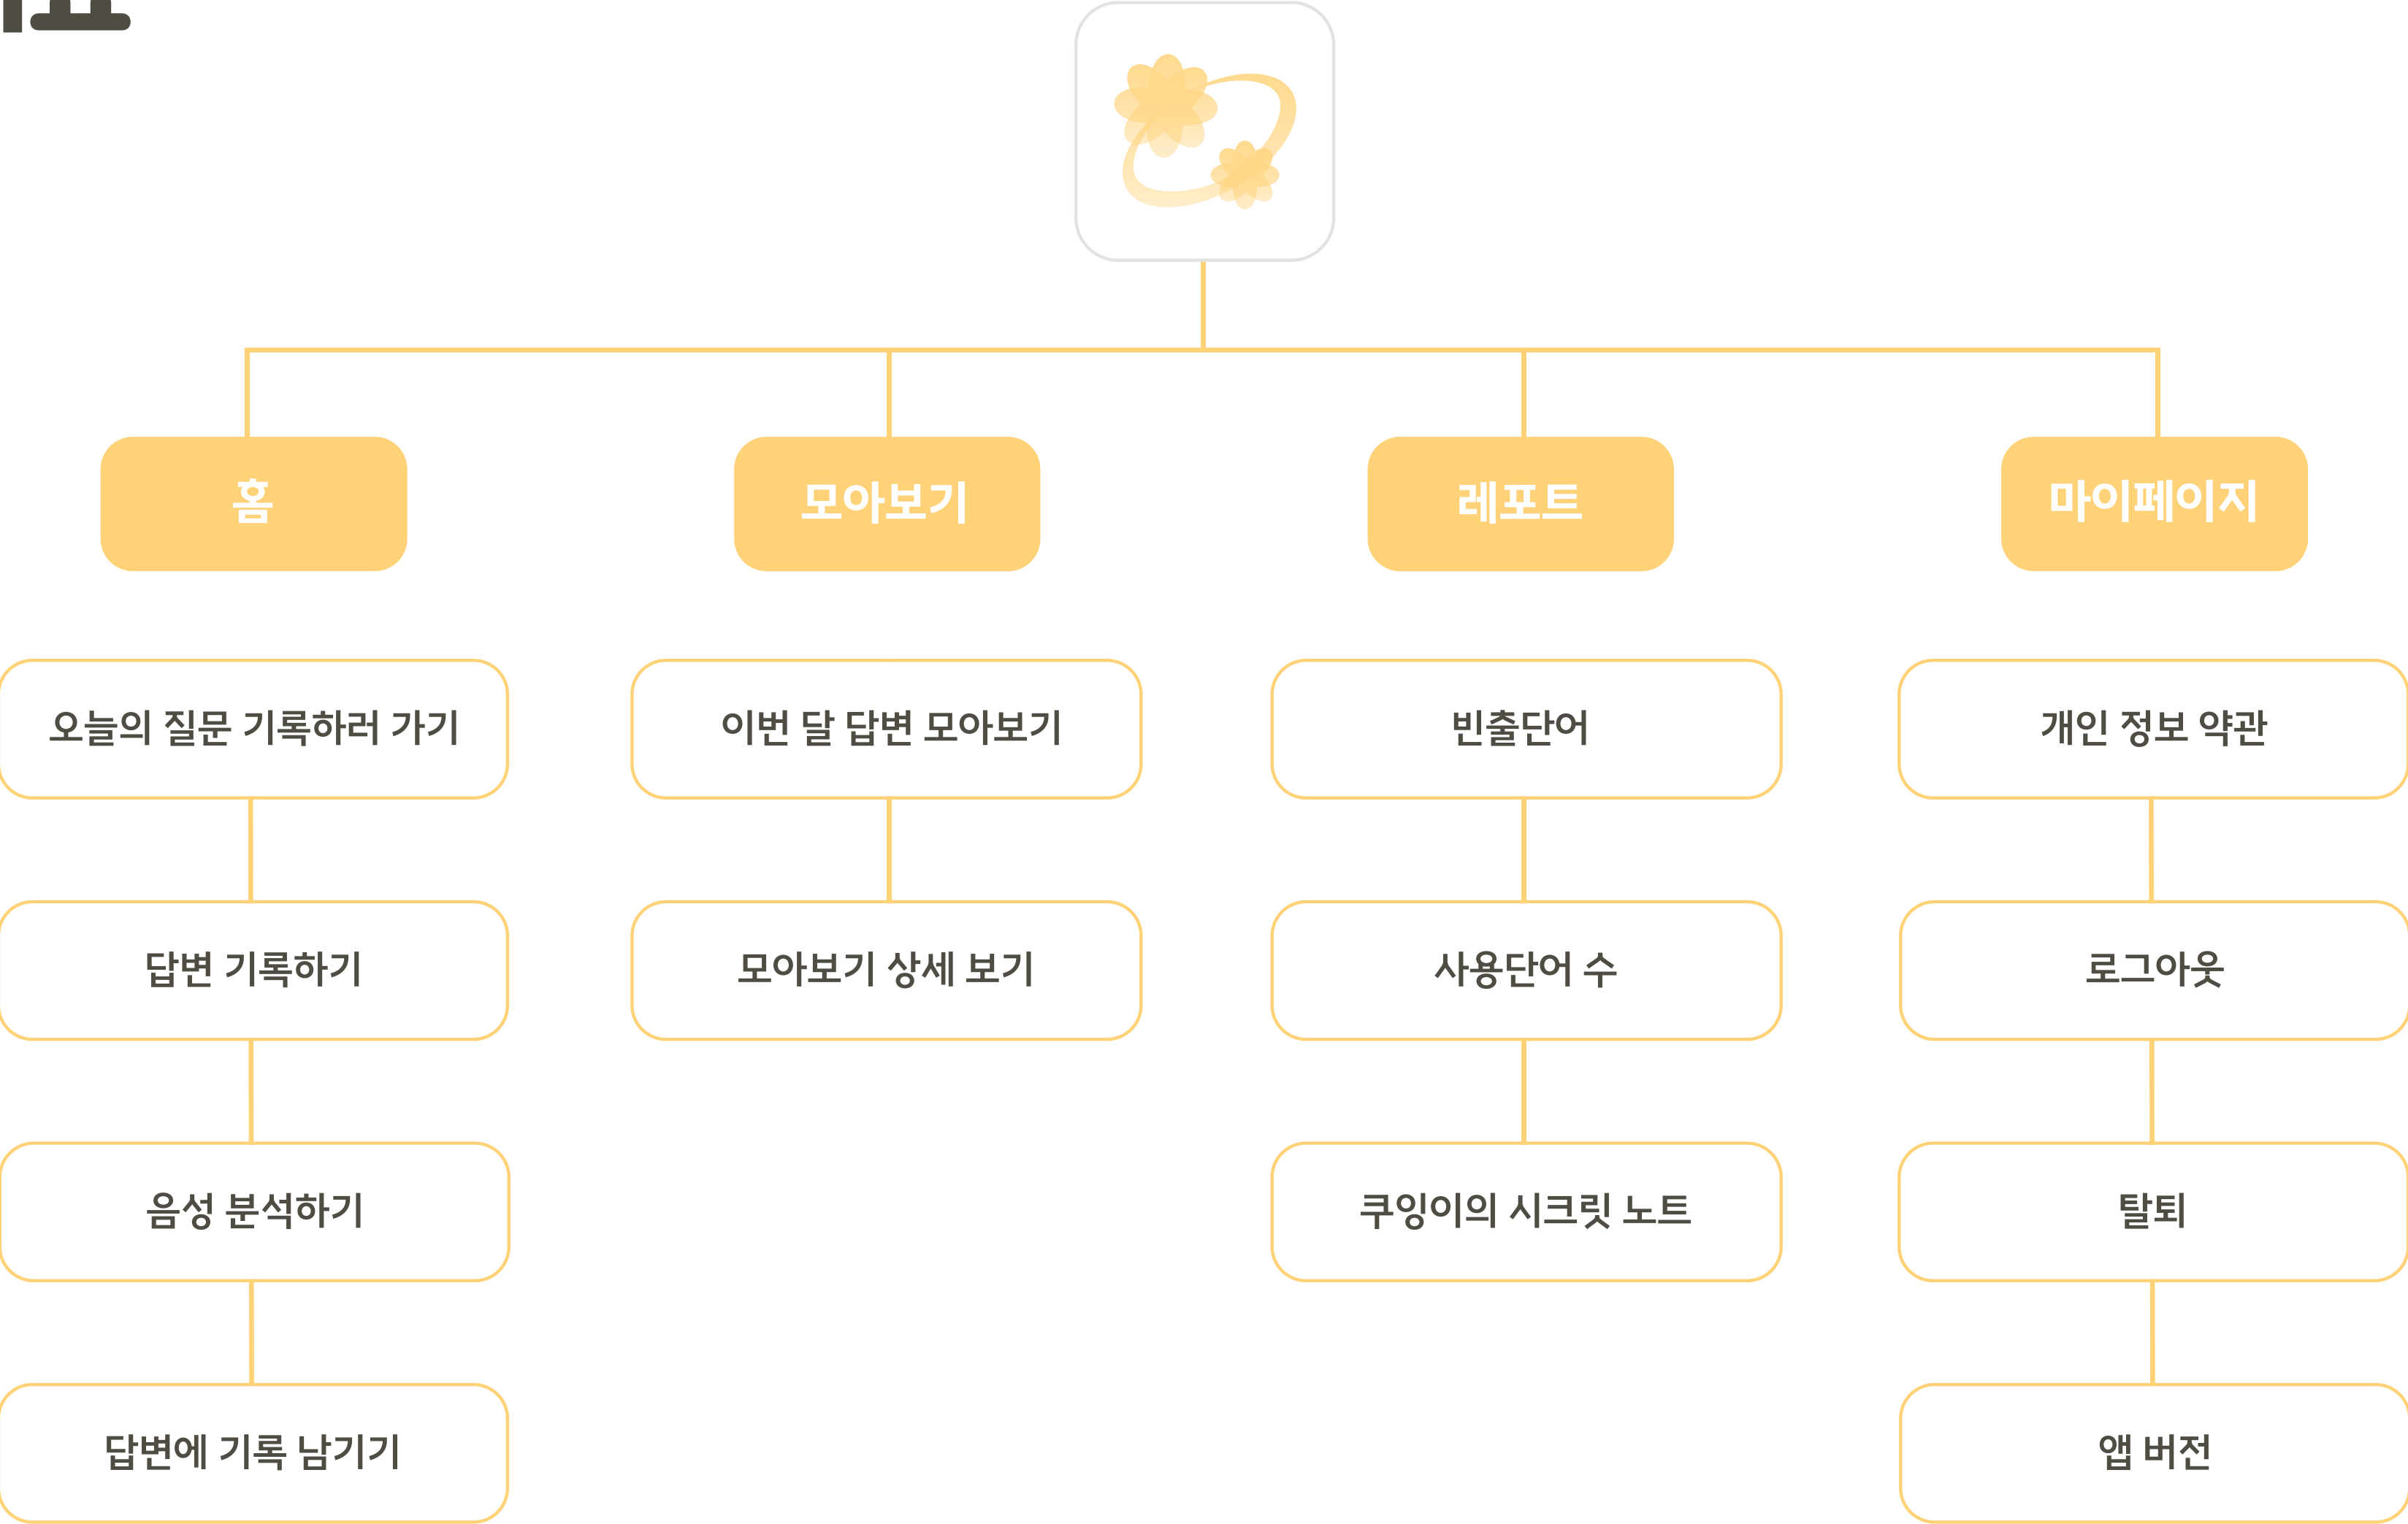 홈
모아보기
레포트
마이페이지
오늘의 질문 기록하러 가기
이번 달 답변 모아보기
빈출단어
개인 정보 약관
답변 기록하기
모아보기 상세 보기
사용단어 수
로그아웃
음성 분석하기
쿠잉이의 시크릿 노트
탈퇴
답변에 기록 남기기
앱 버전